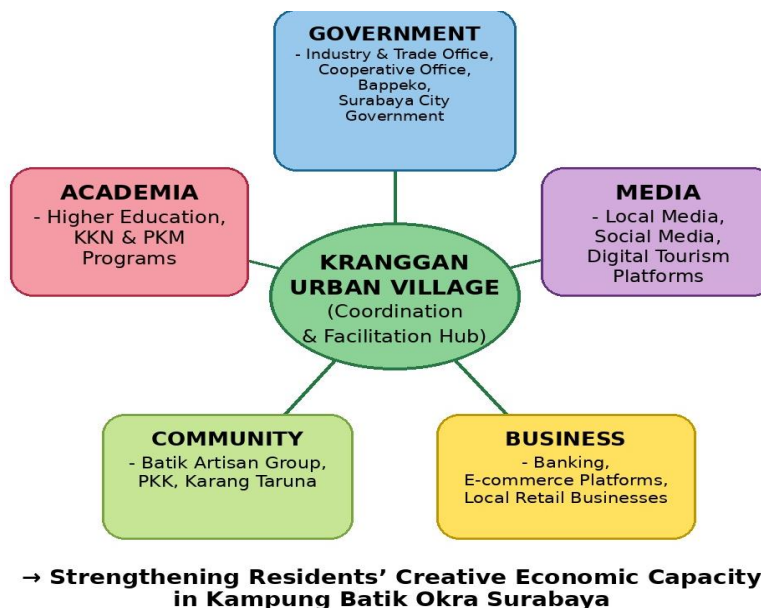 GOVERNMENT
- Industry & Trade Office,
Cooperative Office,
Bappeko,
Surabaya City
Government
ACADEMIA
- Higher Education,
KKN & PKM
Programs
MEDIA
- Local Media,
Social Media,
Digital Tourism
Platforms
KRANGGAN
URBAN VILLAGE
(Coordination
& Facilitation Hub)
COMMUNITY
- Batik Artisan Group,
PKK, Karang Taruna
BUSINESS
- Banking,
E-commerce Platforms,
Local Retail Businesses
→ Strengthening Residents’ Creative Economic Capacity
in Kampung Batik Okra Surabaya